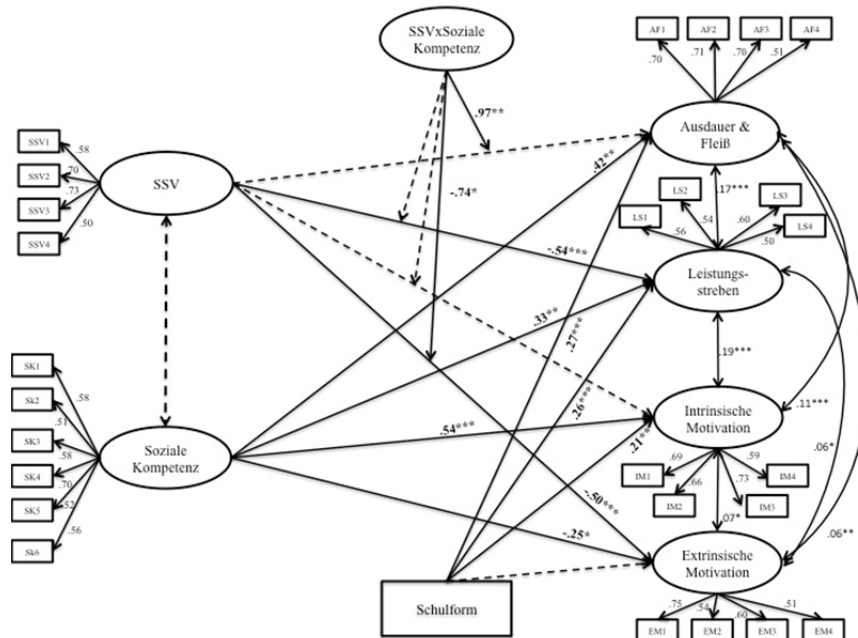 SSVxSoziale
Kompetenz
.97**
-.74*
AF1
AF2
AF3
AF4
.70
.71
.70
.51
Ausdauer &
Fleiß
.42**
.17***
SSV1
SSV2
SSV3
SSV4
.58
.70
.73
.50
SSV
LS1
LS2
LS3
LS4
.56
.54
.60
.50
-.54***
Leistungs-
streben
.33**
.27***
.19***
SK1
Sk2
SK3
SK4
SK5
Sk6
.58
.51
.58
.70
.52
.56
Soziale
Kompetenz
.54***
.26***
.21**
Intrinsische
Motivation
.11***
.06*
.06**
IM1
IM2
IM3
IM4
.69
.66
.73
.59
.07*
-.50***
-.25*
Extrinsische
Motivation
Schulform
.75
.54
.60
.51
EM1
EM2
EM3
EM4